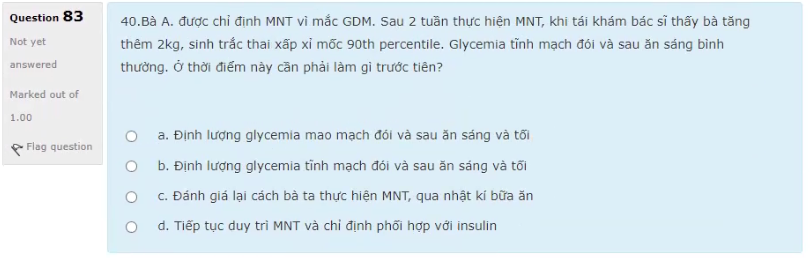 Question 83
Not yet
answered
Marked out of
1.00
Flag question
40.Bà A. được chỉ định MNT vì mắc GDM. Sau 2 tuần thực hiện MNT, khi tái khám bác sĩ thấy bà tăng
thêm 2kg, sinh trắc thai xấp xỉ mốc 90th percentile. Glycemia tĩnh mạch đói và sau ăn sáng bình
thường. Ở thời điểm này cần phải làm gì trước tiên?
a. Định lượng glycemia mao mạch đói và sau ăn sáng và tối
b. Định lượng glycemia tĩnh mạch đói và sau ăn sáng và tối
c. Đánh giá lại cách bà ta thực hiện MNT, qua nhật kí bữa ăn
d. Tiếp tục duy trì MNT và chỉ định phối hợp với insulin